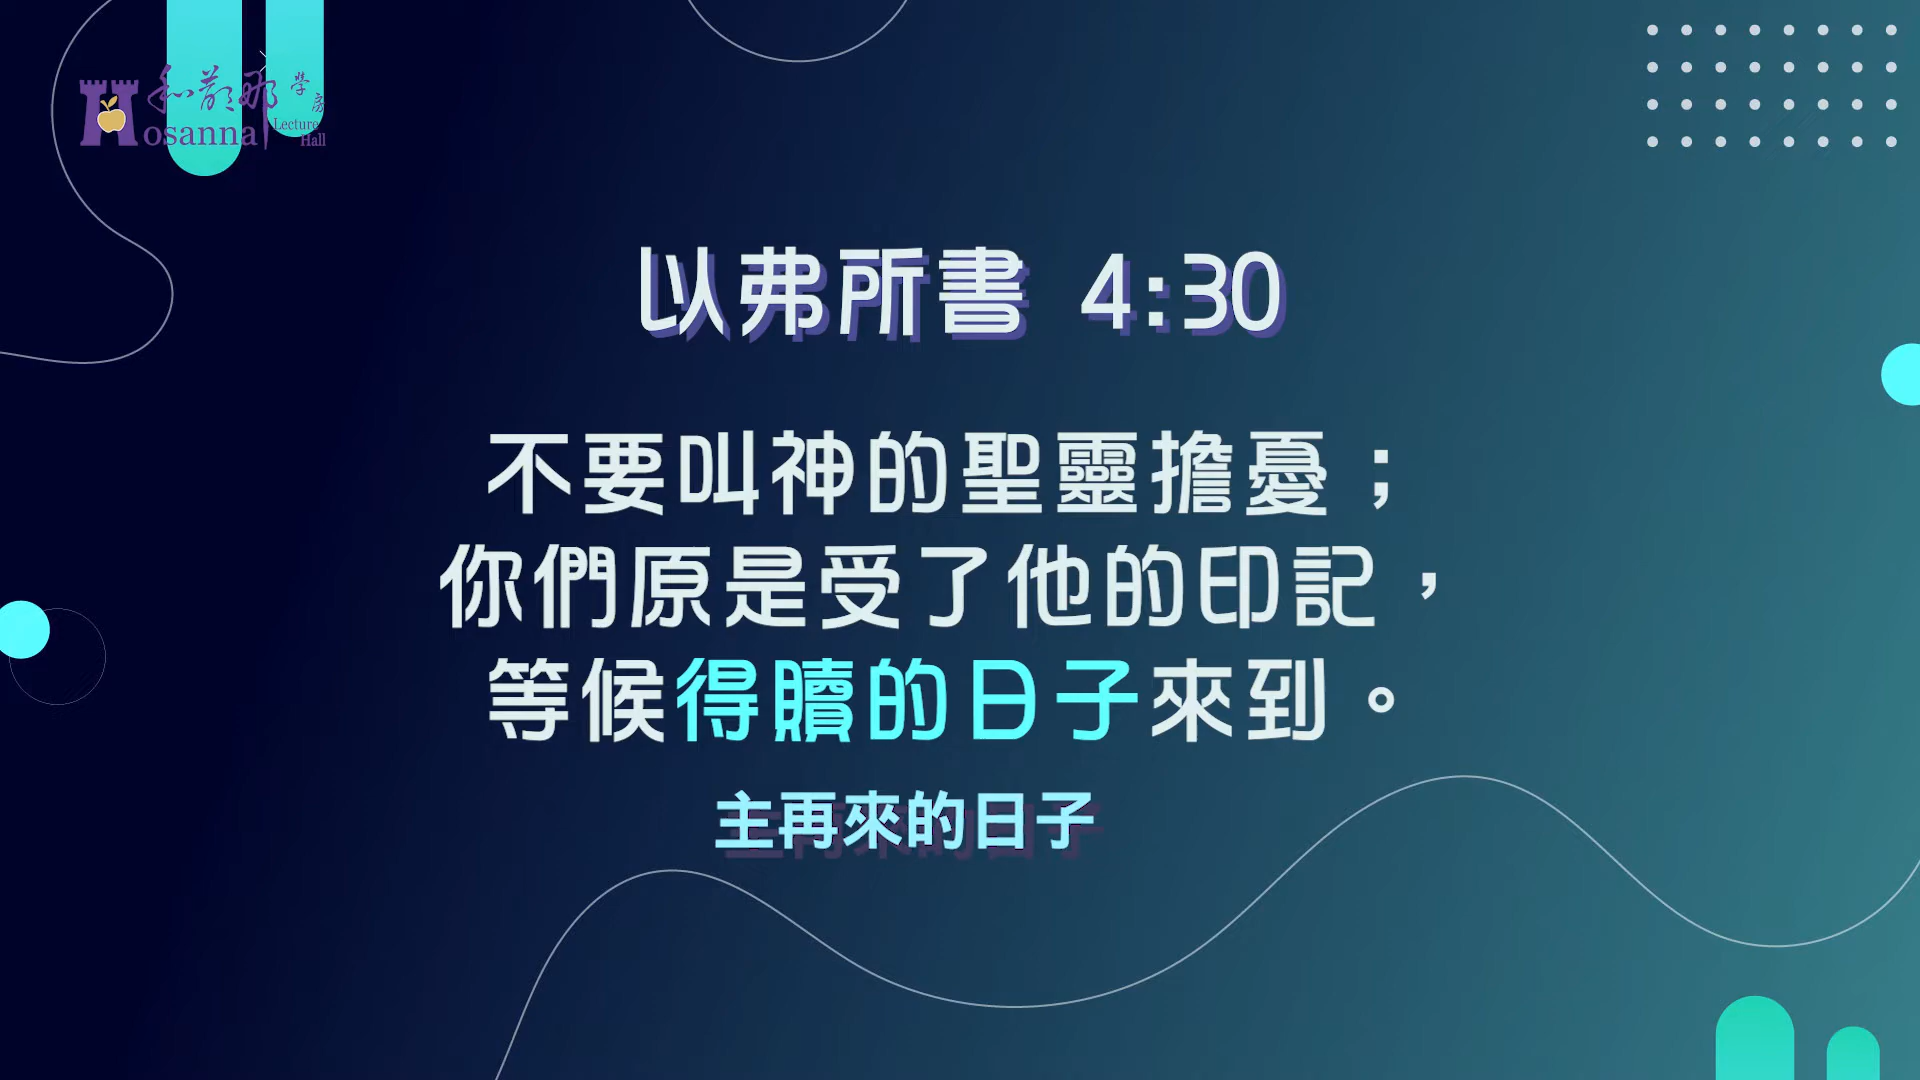 和散那學房
Hosanna Lecture Hall
以弗所書 4:30
不要叫神的聖靈擔憂；
你們原是受了他的印記，
等候得贖的日子來到。
主再來的日子